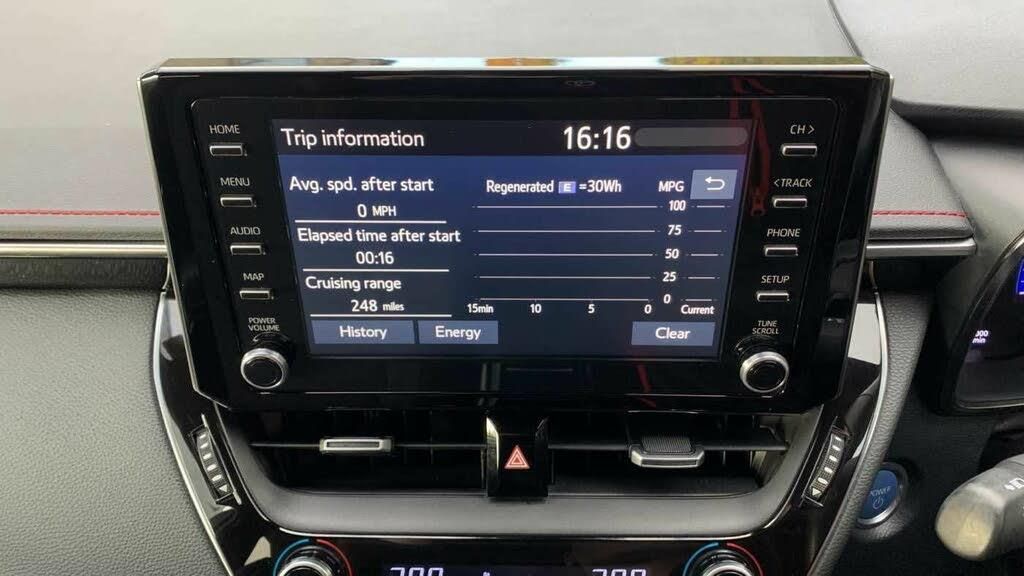 HOME
MENU
AUDIO
MAP
POWER
VOLUME
Trip information 16:16
Avg. spd. after start
0 MPH
Elapsed time after start
00:16
Cruising range
248 miles
Regenerated E =30Wh MPG
100
75
50
25
0
15min 10 5 0 Current
History Energy Clear
CH >
< TRACK
PHONE
SETUP
TUNE
SCROLL
POWER